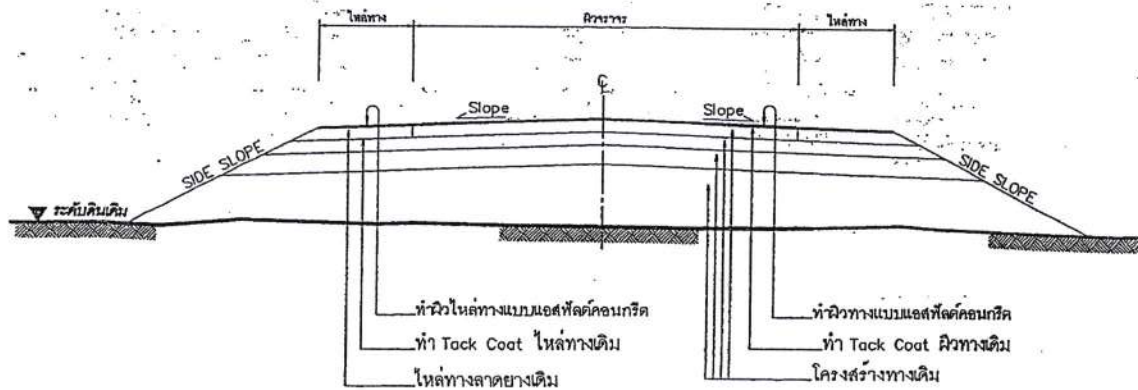 ไหล่ทาง ผิวจราจร ไหล่ทาง
℄
Slope Slope
SIDE SLOPE SIDE SLOPE
ระดับดินเดิม
ทำผิวไหล่ทางแบบแอสฟัลต์คอนกรีต ทำผิวทางแบบแอสฟัลต์คอนกรีต
ทำ Tack Coat ไหล่ทางเดิม ทำ Tack Coat ผิวทางเดิม
ไหล่ทางลาดยางเดิม โครงสร้างทางเดิม